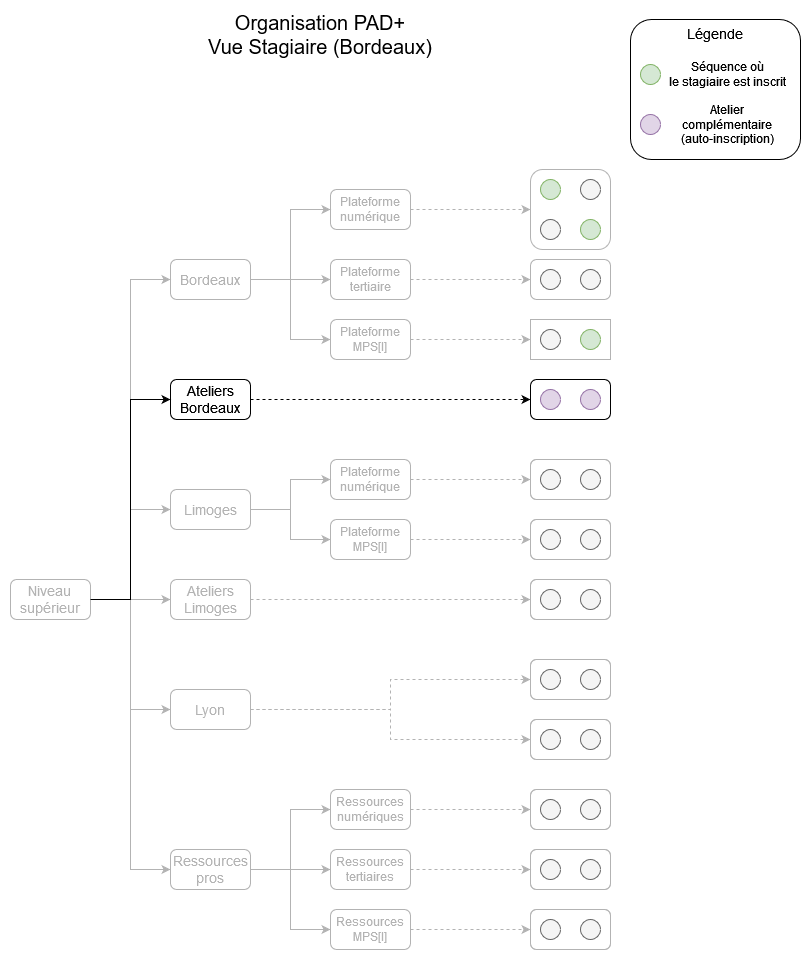 Organisation PAD+
Vue Stagiaire (Bordeaux)
Légende
Séquence où
le stagiaire est inscrit
Atelier
complémentaire
(auto-inscription)
Plateforme
numérique
Bordeaux
Plateforme
tertiaire
Plateforme
MPS[I]
Ateliers
Bordeaux
Plateforme
numérique
Limoges
Plateforme
MPS[I]
Niveau
supérieur
Ateliers
Limoges
Lyon
Ressources
numériques
Ressources
pros
Ressources
tertiaires
Ressources
MPS[I]